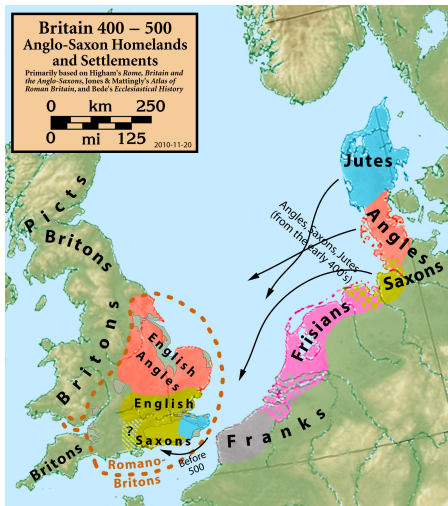 Britain 400 – 500
Anglo-Saxon Homelands
and Settlements
Primarily based on Higham's Rome, Britain and
the Anglo-Saxons, Jones & Mattingly's Atlas of
Roman Britain, and Bede's Ecclesiastical History
0 km 250
0 mi 125
2010-11-20
Jutes
Picts
Angles, Saxons, Jutes
(from the early 400's)
Angles
Britons
Saxons
Frisians
Britons
English
Angles
English
?
Saxons
Franks
Before
500
Britons
Romano-
Britons